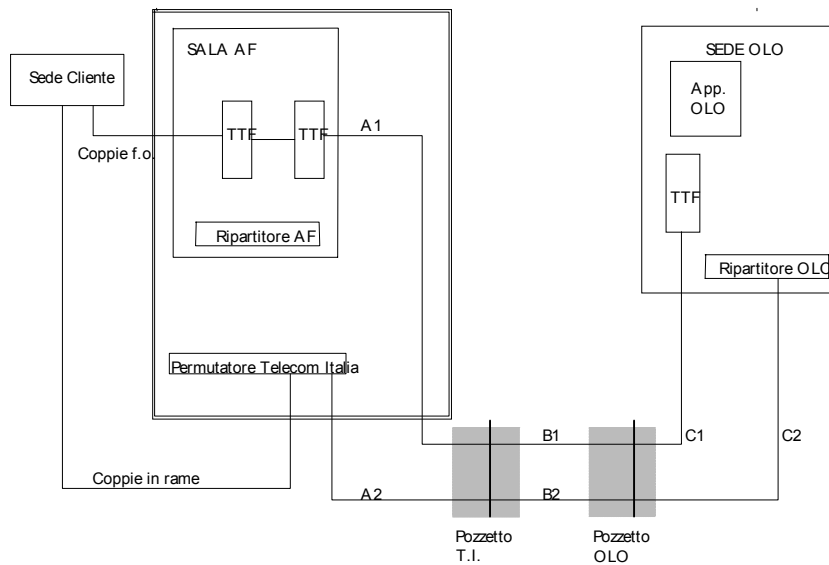 SALA AF
SEDE OLO
Sede Cliente
App.
OLO
TTF
TTF
A1
Coppie f.o.
TTF
Ripartitore AF
Ripartitore OLO
Permutatore Telecom Italia
B1
C1
C2
Coppie in rame
A2
B2
Pozzetto
T.I.
Pozzetto
OLO